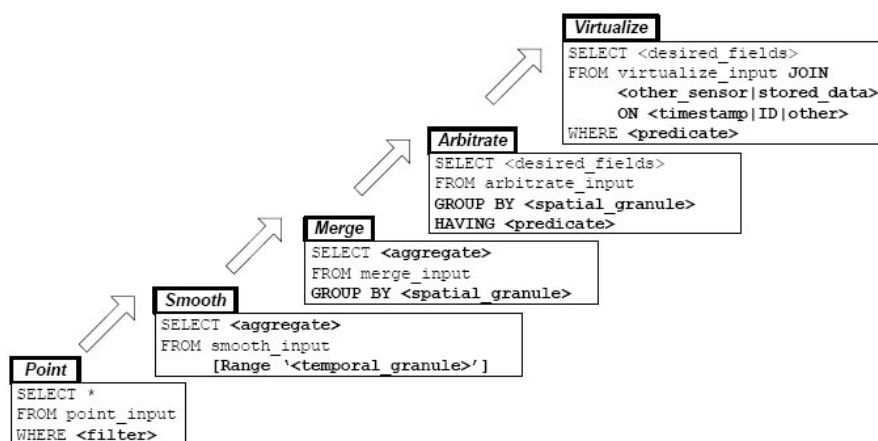 Virtualize
SELECT <desired_fields>
FROM virtualize_input JOIN
<other_sensor|stored_data>
ON <timestamp|ID|other>
WHERE <predicate>
Arbitrate
SELECT <desired_fields>
FROM arbitrate_input
GROUP BY <spatial_granule>
HAVING <predicate>
Merge
SELECT <aggregate>
FROM merge_input
GROUP BY <spatial_granule>
Smooth
SELECT <aggregate>
FROM smooth_input
[Range ‘<temporal_granule>’]
Point
SELECT *
FROM point_input
WHERE <filter>